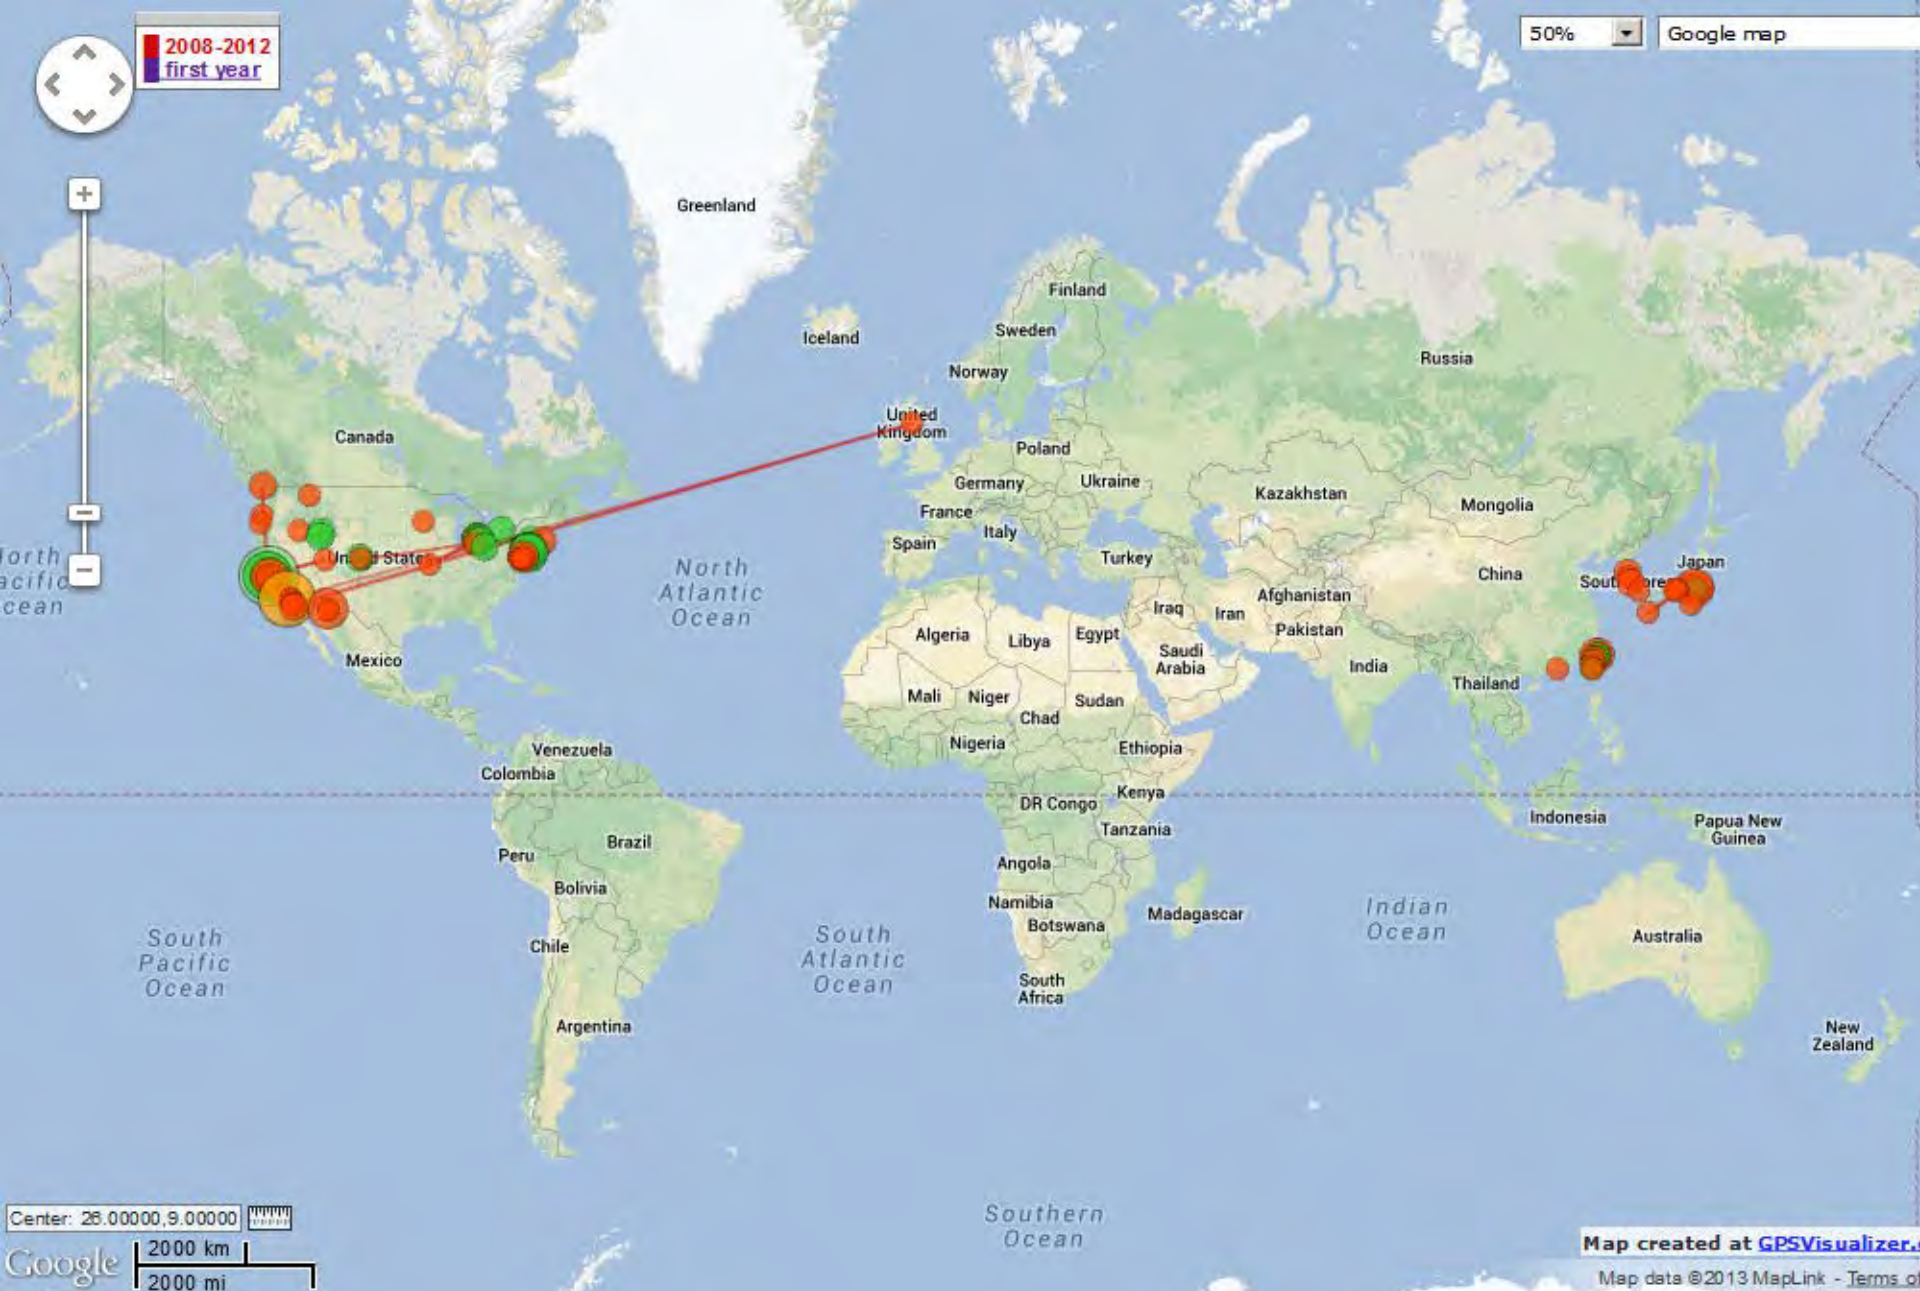 2008-2012
first year
50%
Google map
+
−
Greenland
Finland
Iceland
Sweden
Russia
Norway
Canada
United
Kingdom
Poland
Germany
Ukraine
Kazakhstan
Mongolia
France
Italy
Spain
Turkey
United States
Japan
China
North
Atlantic
Ocean
Afghanistan
Iraq
Iran
Pakistan
Algeria
Libya
Egypt
Saudi
Arabia
Mexico
India
Thailand
Mali
Niger
Sudan
Chad
Nigeria
Ethiopia
Venezuela
Colombia
Kenya
DR Congo
Indonesia
Papua New
Guinea
Tanzania
Brazil
Peru
Angola
Bolivia
Namibia
Botswana
Madagascar
Indian
Ocean
South
Pacific
Ocean
Chile
South
Atlantic
Ocean
Australia
South
Africa
Argentina
New
Zealand
Southern
Ocean
Center: 26.00000,9.00000
Google
2000 km
2000 mi
Map created at GPSVisualizer.
Map data ©2013 MapLink - Terms of